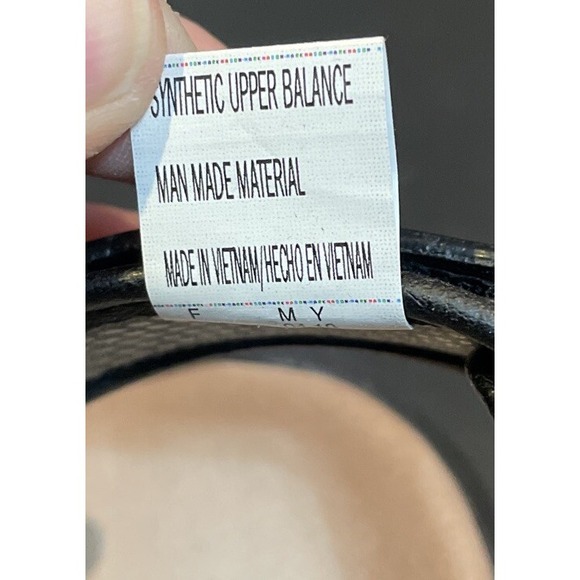 SYNTHETIC UPPER BALANCE
MAN MADE MATERIAL
MADE IN VIETNAM/HECHO EN VIETNAM
F M Y